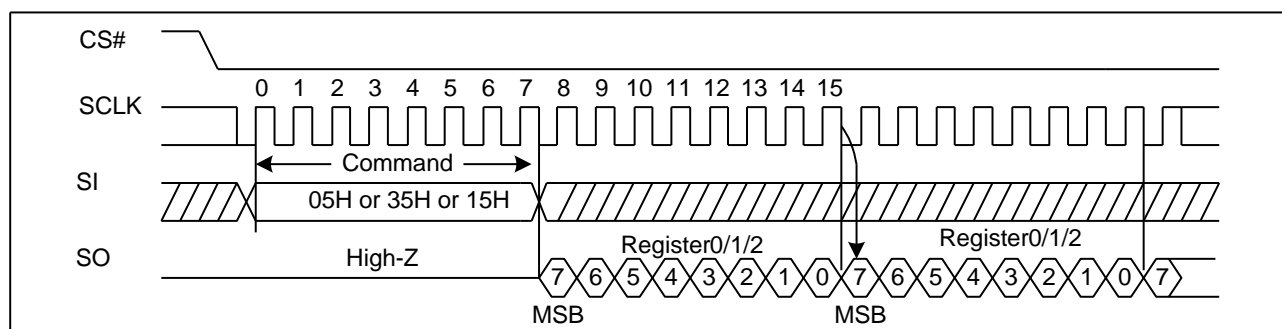 CS#
0 1 2 3 4 5 6 7 8 9 10 11 12 13 14 15
SCLK
Command
SI
05H or 35H or 15H
Register0/1/2 Register0/1/2
SO High-Z
7 6 5 4 3 2 1 0 7 6 5 4 3 2 1 0 7
MSB MSB